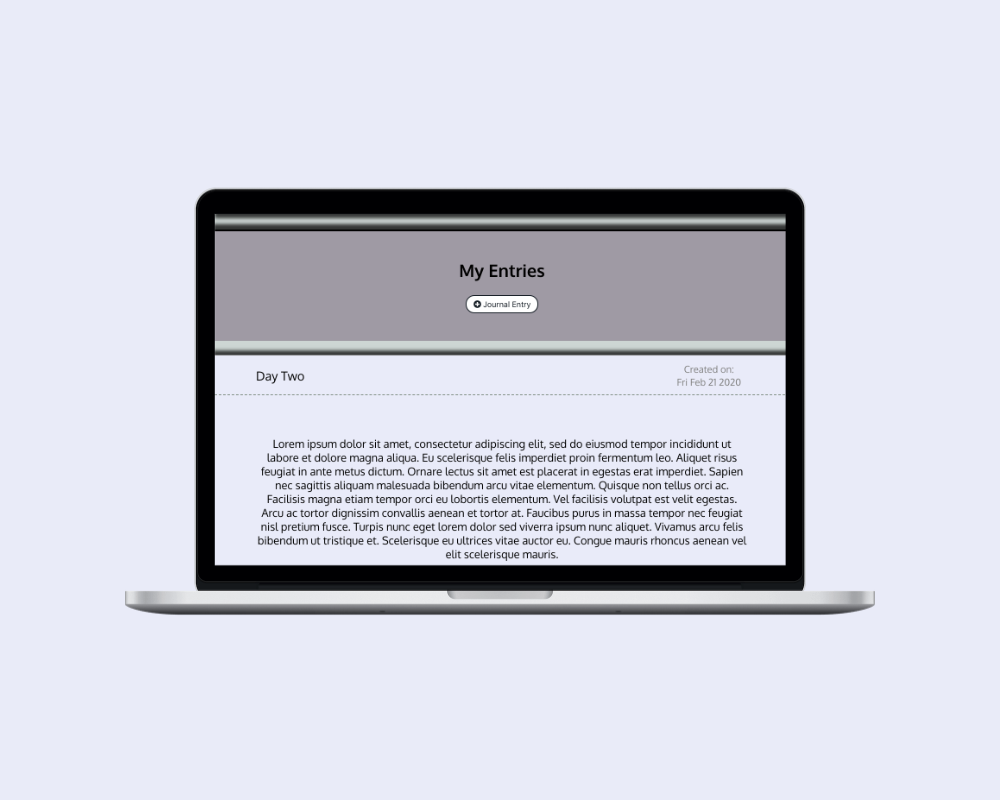 My Entries
Journal Entry
Day Two
Created on:
Fri Feb 21 2020
Lorem ipsum dolor sit amet, consectetur adipiscing elit, sed do eiusmod tempor incididunt ut
labore et dolore magna aliqua. Eu scelerisque felis imperdiet proin fermentum leo. Aliquet risus
feugiat in ante metus dictum. Ornare lectus sit amet est placerat in egestas erat imperdiet. Sapien
nec sagittis aliquam malesuada bibendum arcu vitae elementum. Quisque non tellus orci ac.
Facilisis magna etiam tempor orci eu lobortis elementum. Vel facilisis volutpat est velit egestas.
Arcu ac tortor dignissim convallis aenean et tortor at. Faucibus purus in massa tempor nec feugiat
nisl pretium fusce. Turpis nunc eget lorem dolor sed viverra ipsum nunc aliquet. Vivamus arcu felis
bibendum ut tristique et. Scelerisque eu ultrices vitae auctor eu. Congue mauris rhoncus aenean vel
elit scelerisque mauris.